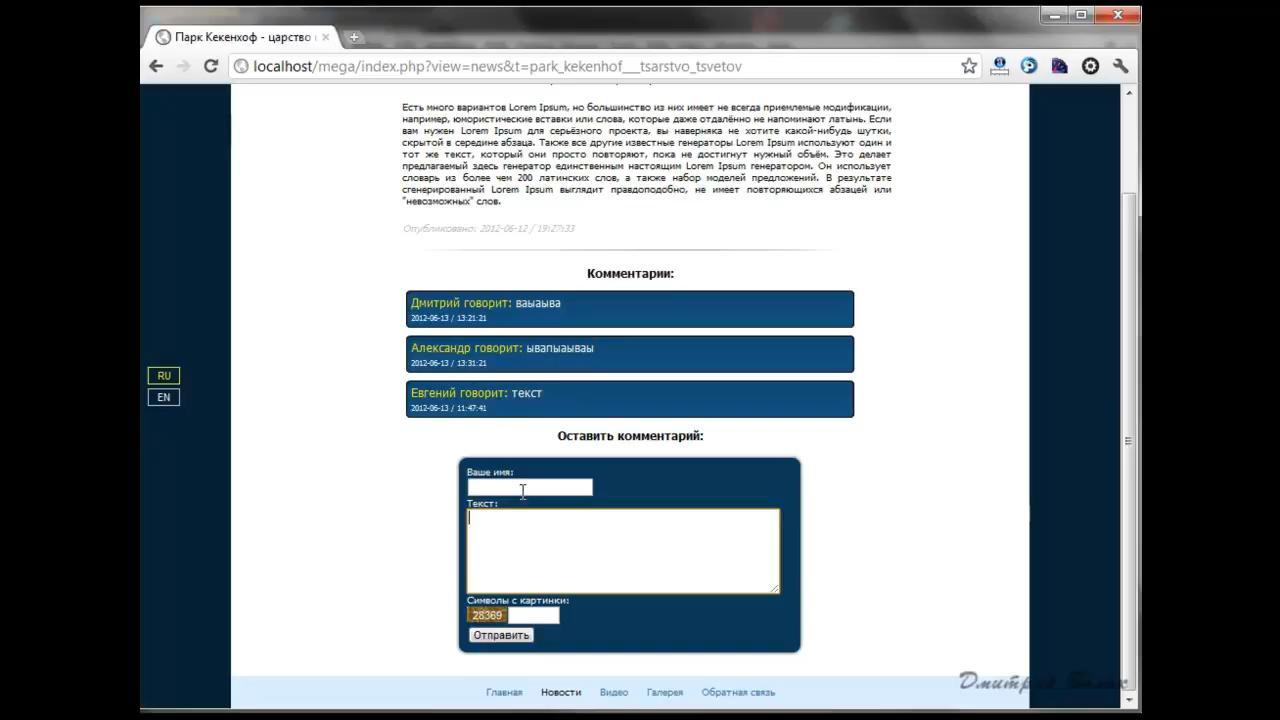 Парк Кекенхоф - царство
localhost/mega/index.php?view=news&t=park_kekenhof___tsarstvo_tsvetov
Есть много вариантов Lorem Ipsum, но большинство из них имеет не всегда приемлемые модификации,
например, юмористические вставки или слова, которые даже отдалённо не напоминают латынь. Если
вам нужен Lorem Ipsum для серьёзного проекта, вы наверняка не хотите какой-нибудь шутки,
скрытой в середине абзаца. Также все другие известные генераторы Lorem Ipsum используют один и
тот же текст, который они просто повторяют, пока не достигнут нужный объём. Это делает
предлагаемый здесь генератор единственным настоящим Lorem Ipsum генератором. Он использует
словарь из более чем 200 латинских слов, а также набор моделей предложений. В результате
сгенерированный Lorem Ipsum выглядит правдоподобно, не имеет повторяющихся абзацей или
"невозможных" слов.
Опубликовано: 2012-06-12 / 19:27:33
Комментарии:
Дмитрий говорит: ваыаыва
2012-06-13 / 13:21:21
Александр говорит: ывапыаываы
2012-06-13 / 13:31:21
RU
EN
Евгений говорит: текст
2012-06-13 / 11:47:41
Оставить комментарий:
Ваше имя:
Текст:
Символы с картинки:
28369
Отправить
Главная Новости Видео Галерея Обратная связь
Дмитрий